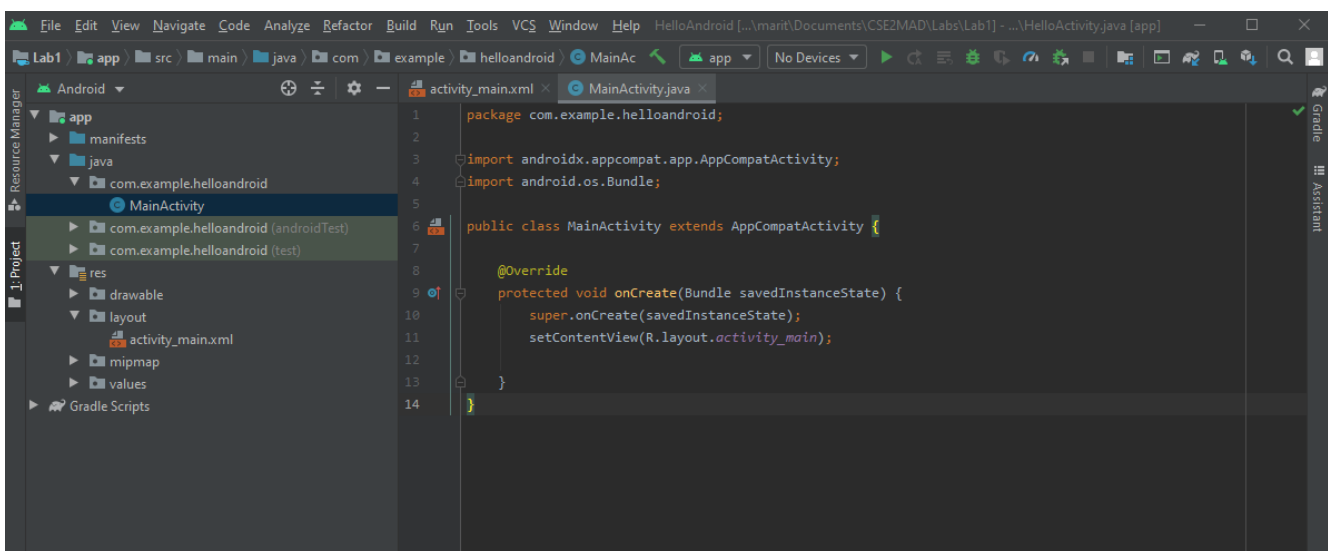 File Edit View Navigate Code Analyze Refactor Build Run Tools VCS Window Help HelloAndroid [...\marit\Documents\CSE2MAD\Labs\Lab1] - ...\HelloActivity.java [app]
Lab1 app src main java com example helloandroid MainAc app No Devices
Android
activity_main.xml MainActivity.java
Resource Manager
1: Project
app
manifests
java
com.example.helloandroid
MainActivity
com.example.helloandroid (androidTest)
com.example.helloandroid (test)
res
drawable
layout
activity_main.xml
mipmap
values
Gradle Scripts
1 package com.example.helloandroid;
2
3 import androidx.appcompat.app.AppCompatActivity;
4 import android.os.Bundle;
5
6 public class MainActivity extends AppCompatActivity {
7
8 @Override
9 protected void onCreate(Bundle savedInstanceState) {
10 super.onCreate(savedInstanceState);
11 setContentView(R.layout.activity_main);
12
13 }
14 }
Gradle
Assistant